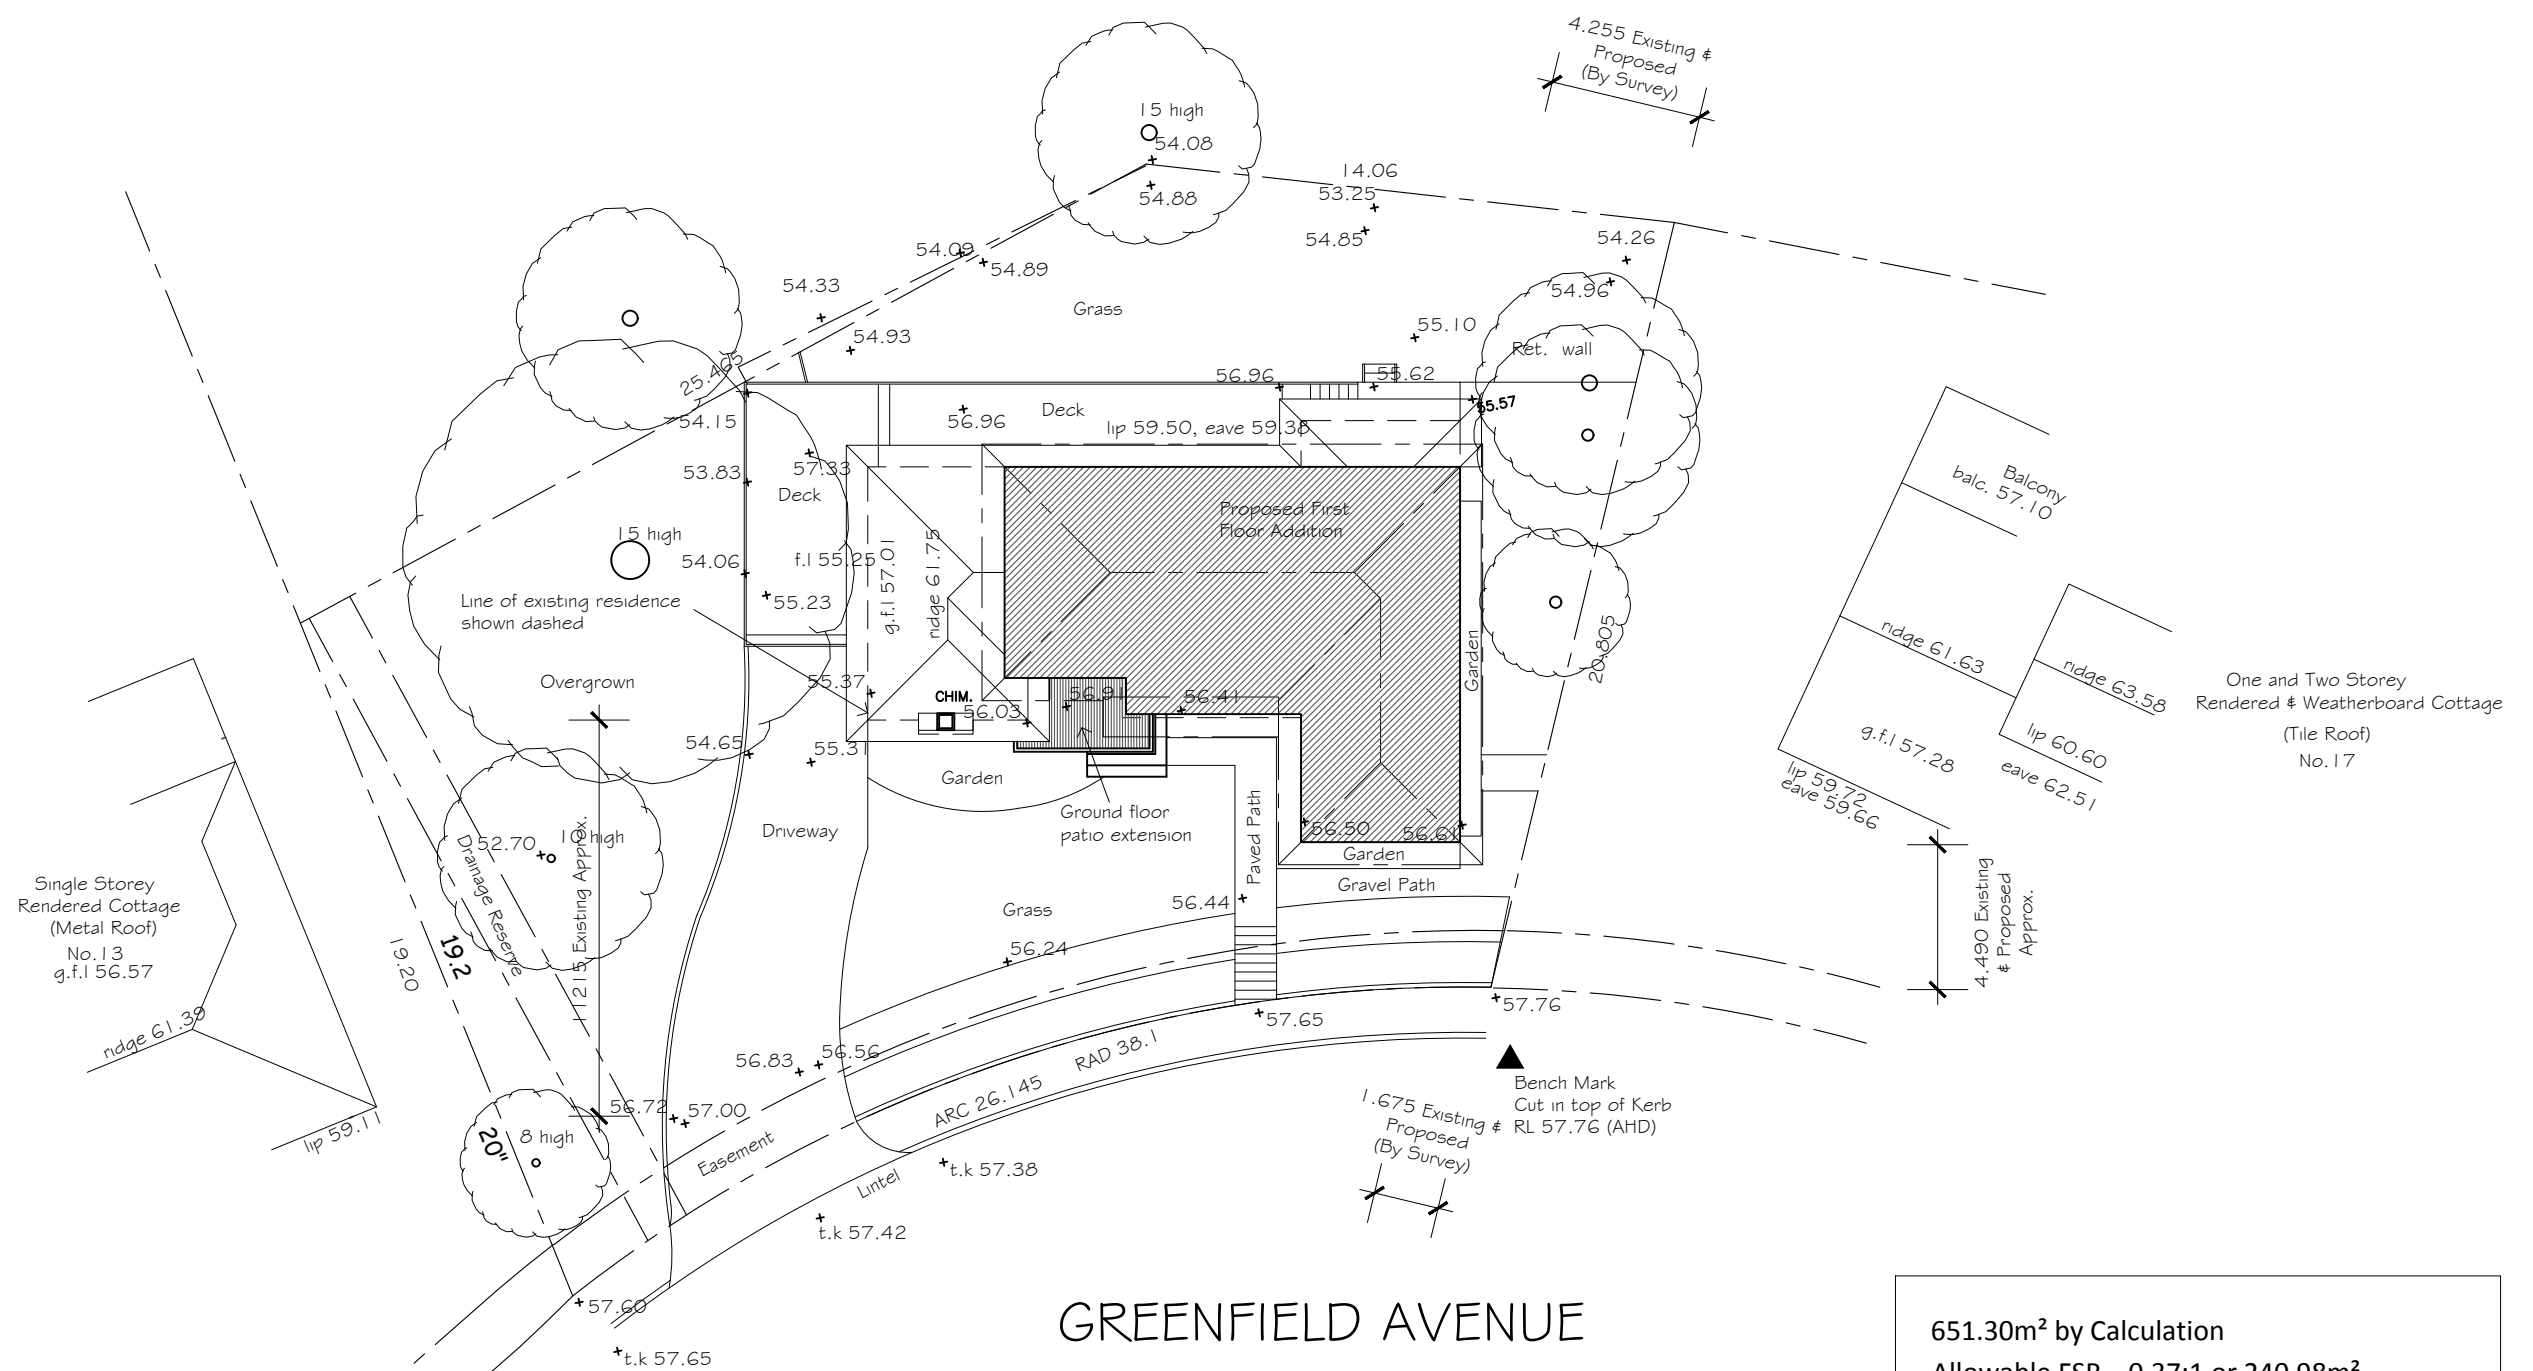 4.255 Existing &
Proposed
(By Survey)
15 high
54.08
14.06
54.88
53.25
54.85
54.26
54.09
54.89
54.33
54.96
Grass
55.10
54.93
Ret. wall
25.465
56.96
55.62
55.57
Deck
54.15
56.96
lip 59.50, eave 59.38
57.33
53.83
Deck
Balcony
balc. 57.10
Proposed First
Floor Addition
15 high
54.06
f.l 55.25
g.f.l 57.01
ridge 61.75
Line of existing residence
shown dashed
55.23
Garden
20.805
ridge 61.63
ridge 63.58
One and Two Storey
Rendered & Weatherboard Cottage
(Tile Roof)
No.17
Overgrown
55.37
CHIM.
56.91
56.41
56.03
g.f.l 57.28
lip 60.60
eave 62.51
54.65
55.31
Garden
lip 59.72
eave 59.66
Ground floor
patio extension
Driveway
Paved Path
56.50
56.61
52.70
10 high
11215 Existing Approx.
Drainage Reserve
Garden
Gravel Path
4.490 Existing
& Proposed
Approx.
Single Storey
Rendered Cottage
(Metal Roof)
No.13
g.f.l 56.57
56.44
Grass
19.20
19.2
56.24
57.76
57.65
ridge 61.39
56.83
56.56
RAD 38.1
ARC 26.145
Bench Mark
Cut in top of Kerb
RL 57.76 (AHD)
56.72
57.00
1.675 Existing &
Proposed
(By Survey)
lip 59.11
20"
8 high
Easement
Lintel
t.k 57.38
t.k 57.42
57.60
GREENFIELD AVENUE
t.k 57.65
651.30m² by Calculation
Allowable FSR – 0.37:1 or 240.98m²